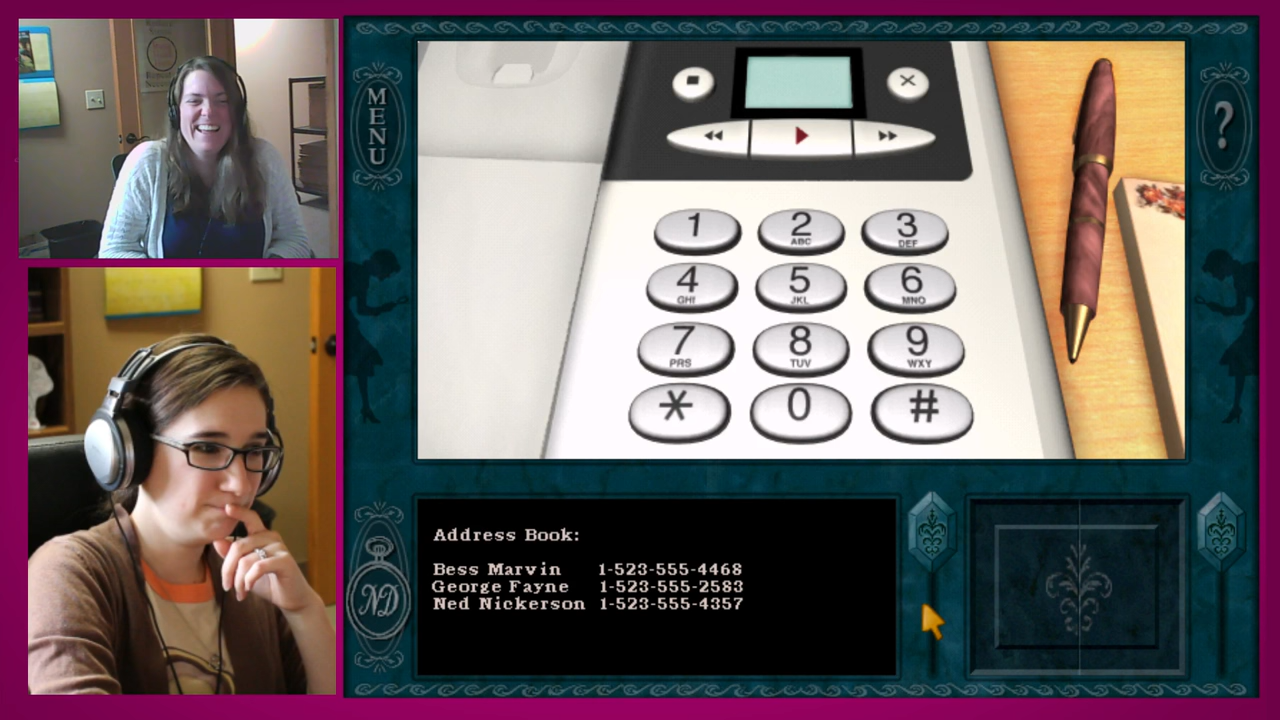 MENU
?
1
2
ABC
3
DEF
4
GHI
5
JKL
6
MNO
7
PRS
8
TUV
9
WXY
*
0
#
ND
Address Book:
Bess Marvin 1-523-555-4468
George Fayne 1-523-555-2583
Ned Nickerson 1-523-555-4357